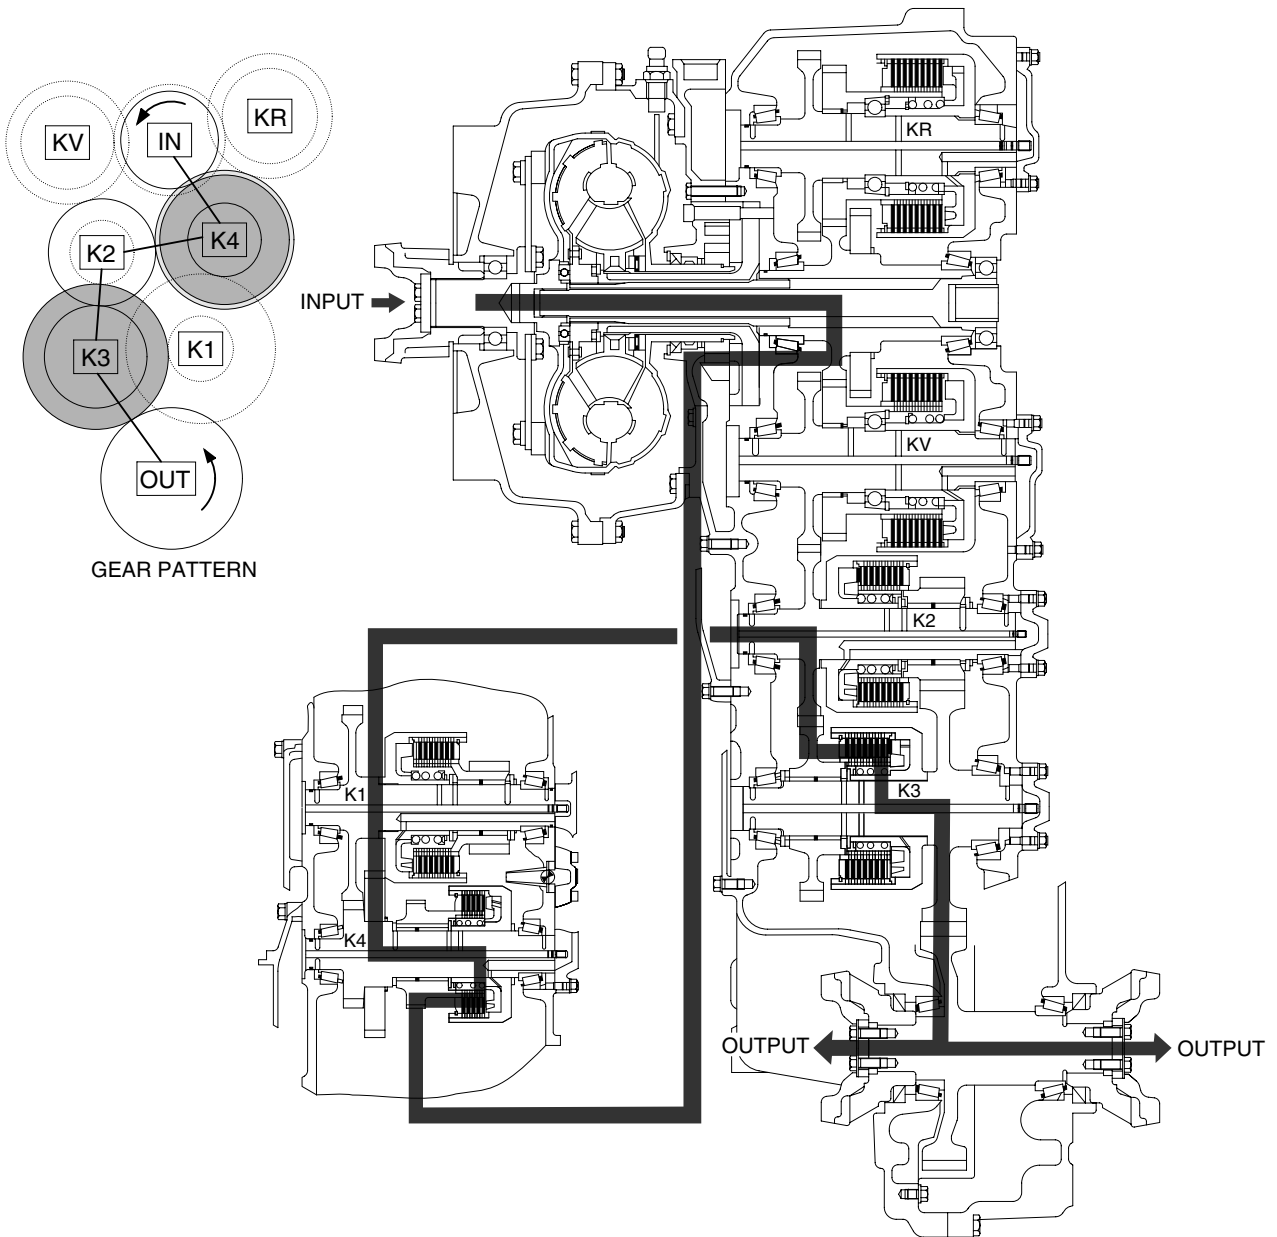 KV
IN
KR
K2
K4
K3
K1
OUT
GEAR PATTERN
INPUT
KR
KV
K2
K3
K1
K4
OUTPUT
OUTPUT